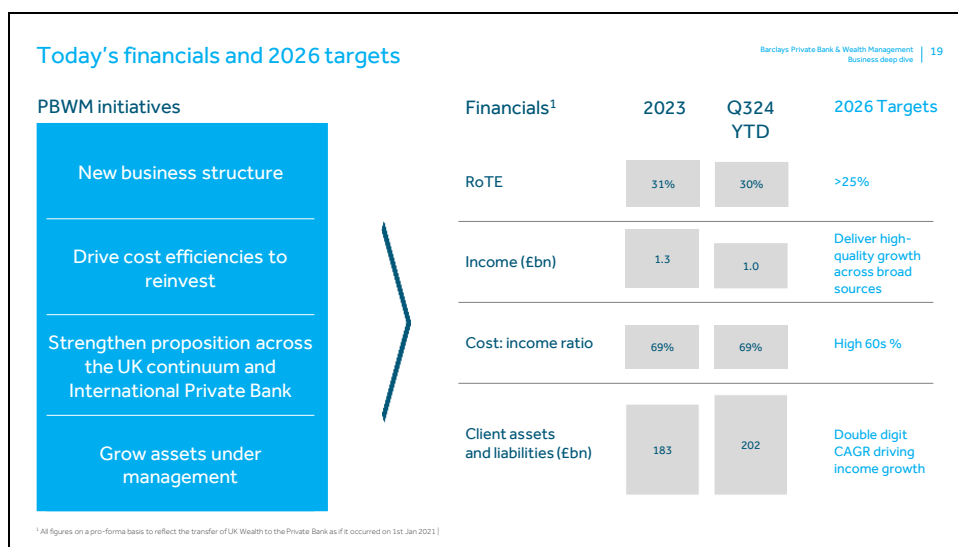 Today's financials and 2026 targets
Barclays Private Bank & Wealth Management
Business deep dive
19
PBWM initiatives
New business structure
Drive cost efficiencies to
reinvest
Strengthen proposition across
the UK continuum and
International Private Bank
Grow assets under
management
Financials¹
2023
Q324
YTD
2026 Targets
RoTE
31%
30%
>25%
Income (£bn)
1.3
1.0
Deliver high-
quality growth
across broad
sources
Cost: income ratio
69%
69%
High 60s %
Client assets
and liabilities (£bn)
183
202
Double digit
CAGR driving
income growth
¹ All figures on a pro-forma basis to reflect the transfer of UK Wealth to the Private Bank as if it occurred on 1st Jan 2021 |